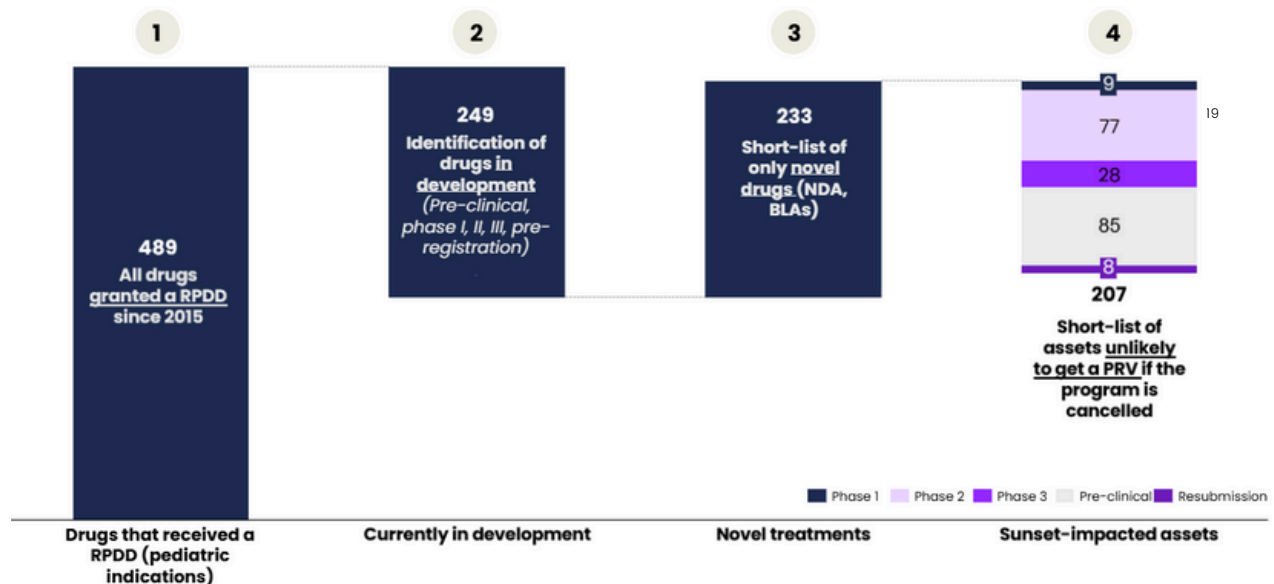 1
2
3
4
489
All drugs
granted a RPDD
since 2015
249
Identification of
drugs in
development
(Pre-clinical,
phase I, II, III, pre-
registration)
233
Short-list of
only novel
drugs (NDA,
BLAs)
9
77
19
28
85
8
207
Short-list of
assets unlikely
to get a PRV if the
program is
cancelled
Phase 1
Phase 2
Phase 3
Pre-clinical
Resubmission
Drugs that received a
RPDD (pediatric
indications)
Currently in development
Novel treatments
Sunset-impacted assets